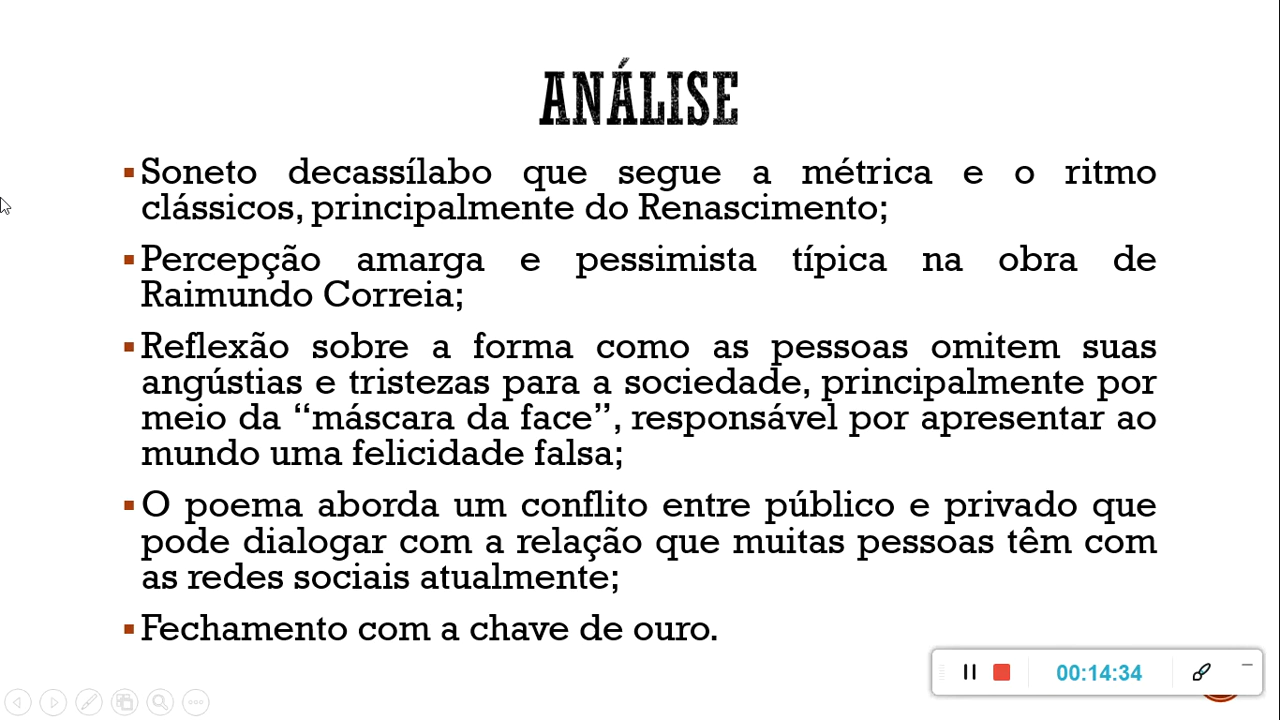 ANÁLISE
Soneto decassílabo que segue a métrica e o ritmo
clássicos, principalmente do Renascimento;
Percepção amarga e pessimista típica na obra de
Raimundo Correia;
Reflexão sobre a forma como as pessoas omitem suas
angústias e tristezas para a sociedade, principalmente por
meio da “máscara da face”, responsável por apresentar ao
mundo uma felicidade falsa;
O poema aborda um conflito entre público e privado que
pode dialogar com a relação que muitas pessoas têm com
as redes sociais atualmente;
Fechamento com a chave de ouro.
00:14:34